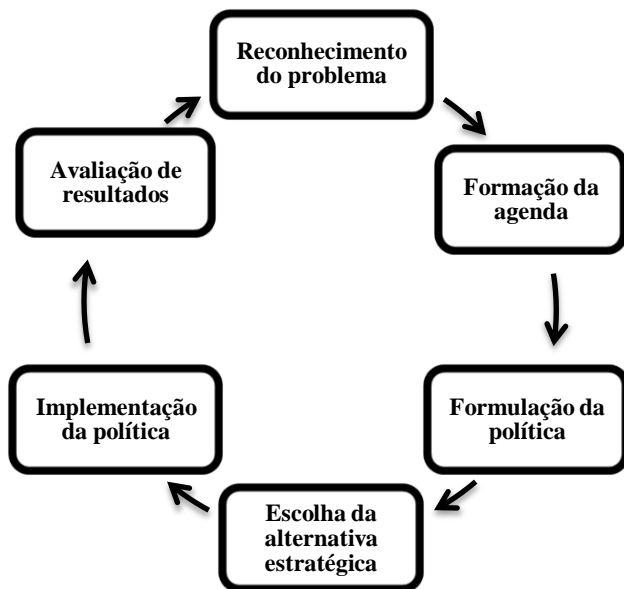 Reconhecimento
do problema
Formação da
agenda
Formulação da
política
Escolha da
alternativa
estratégica
Implementação
da política
Avaliação de
resultados